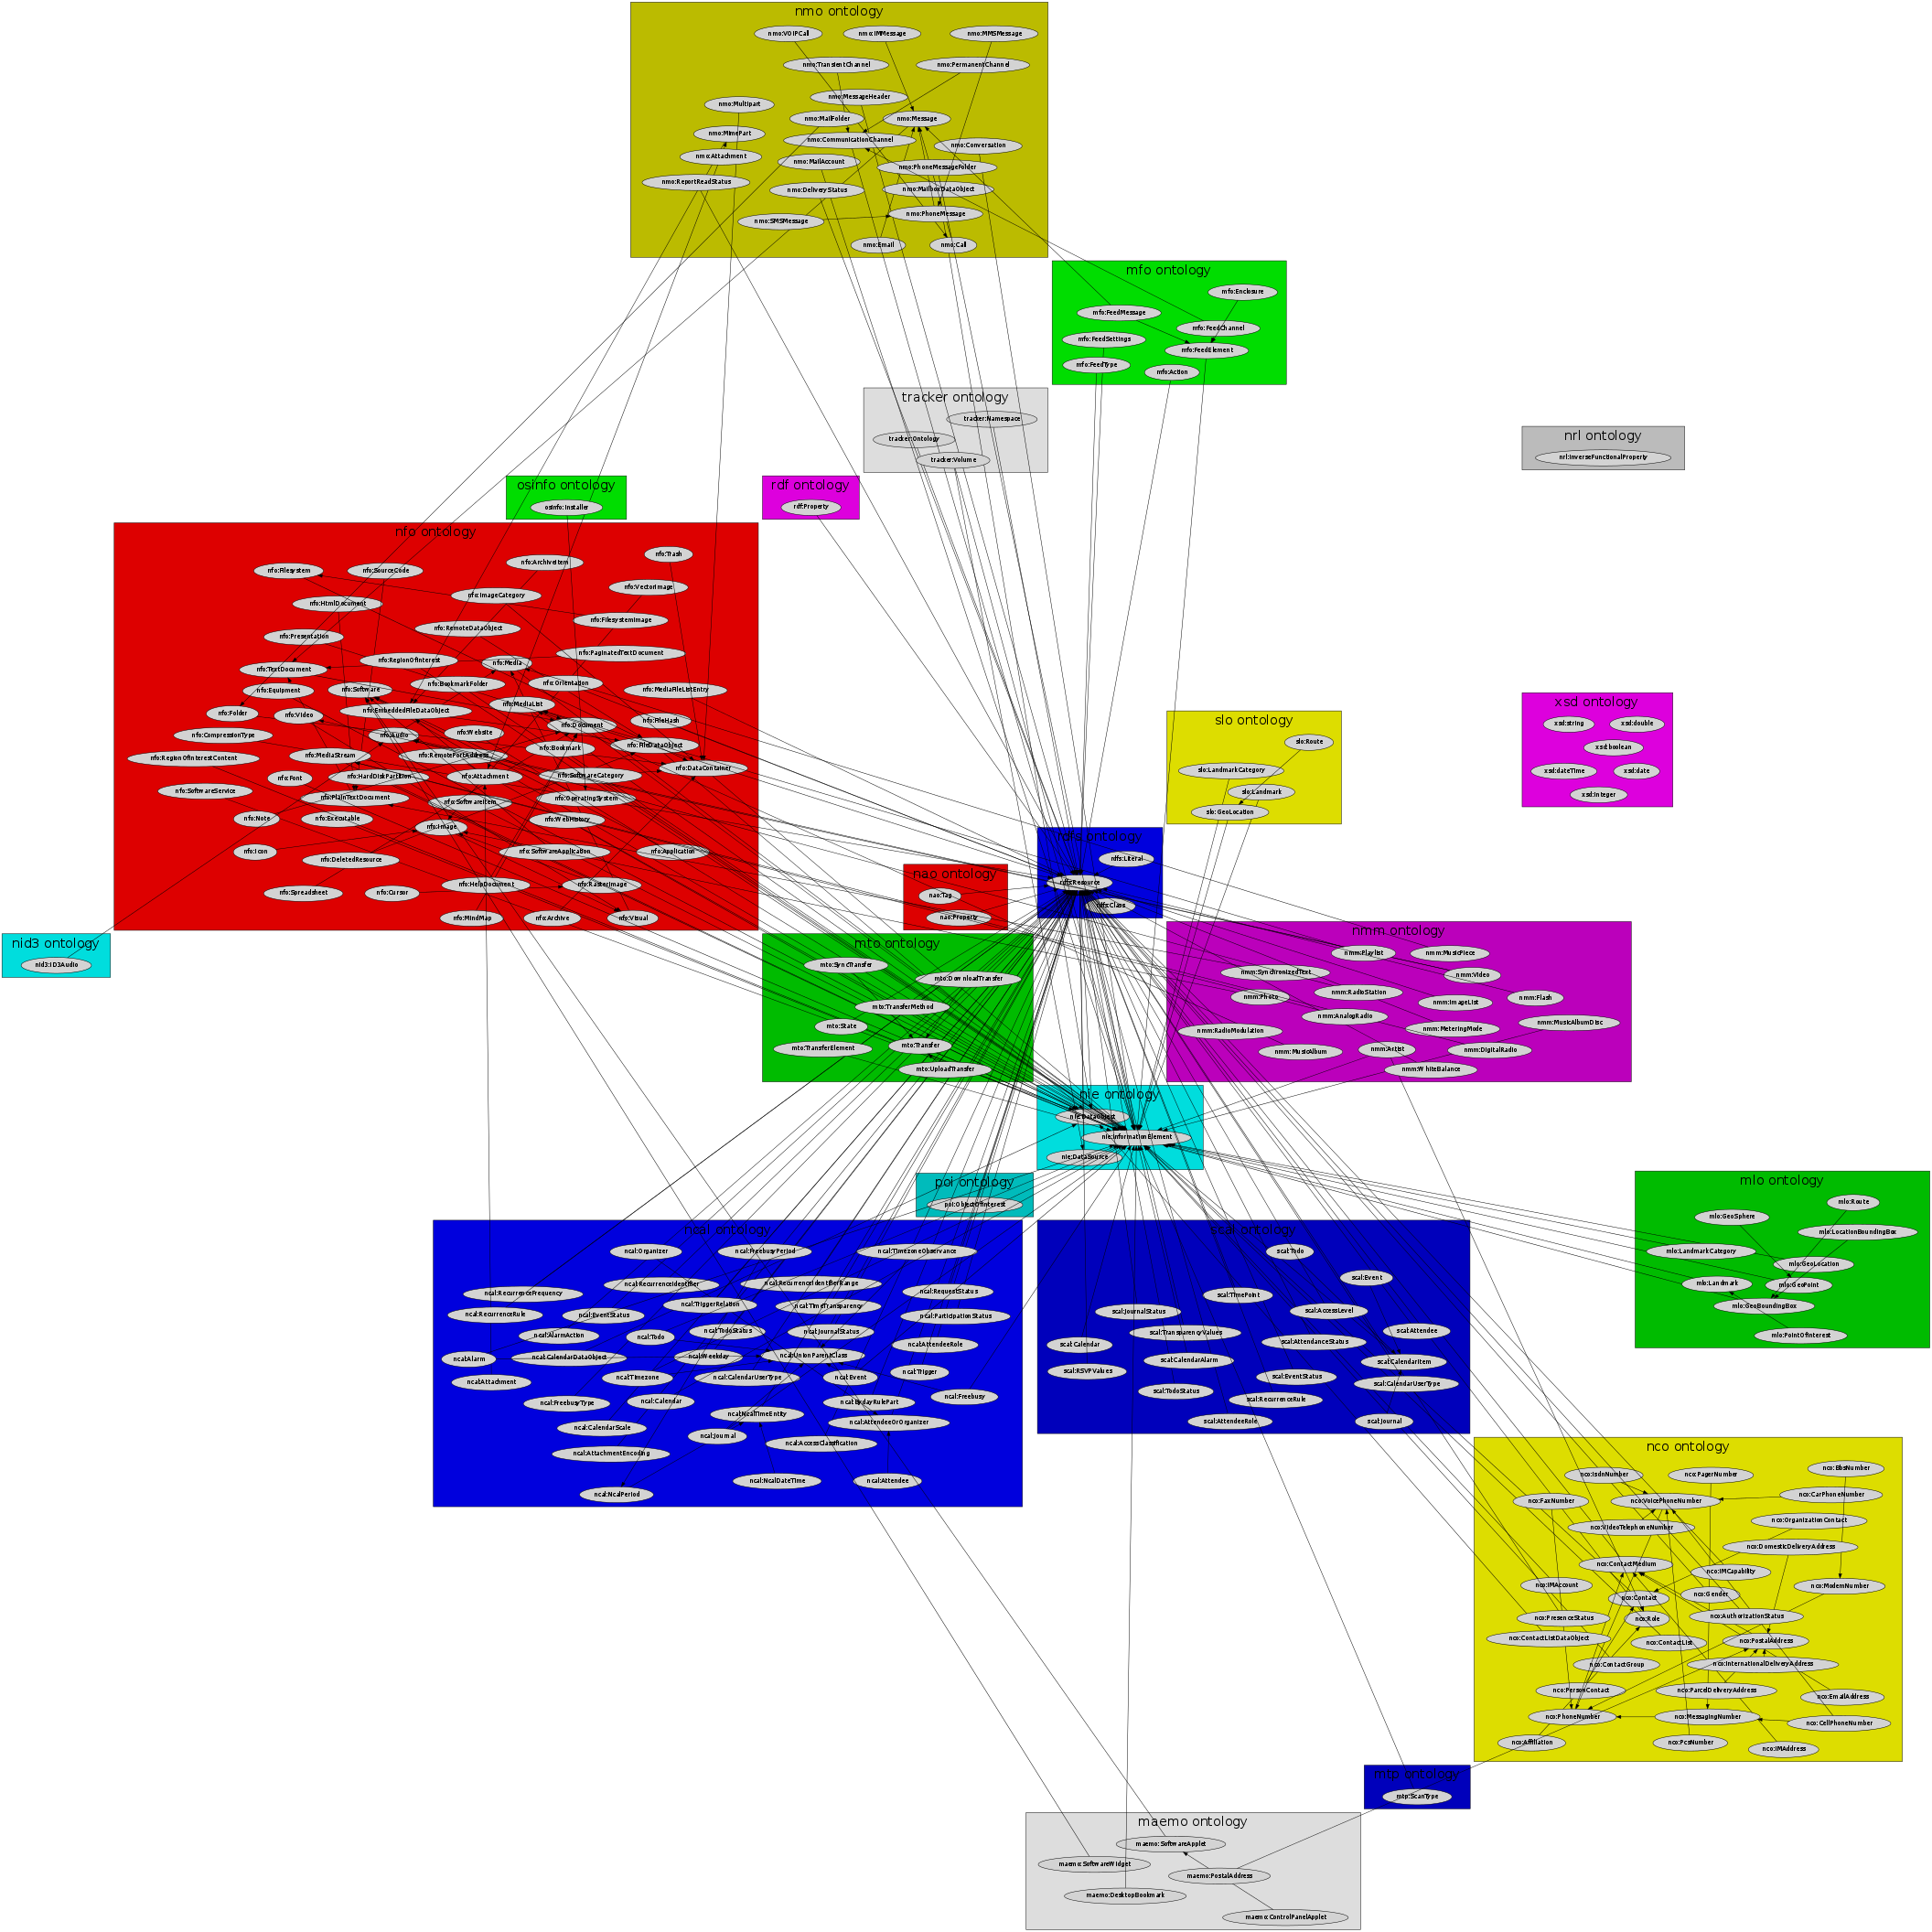 nmo ontology
nmo:VOIPCall
nmo:IMMessage
nmo:MMSMessage
nmo:TransientChannel
nmo:PermanentChannel
nmo:MessageHeader
nmo:Multipart
nmo:MailFolder
nmo:Message
nmo:MimePart
nmo:CommunicationChannel
nmo:Conversation
nmo:Attachment
nmo:MailAccount
nmo:PhoneMessageFolder
nmo:ReportReadStatus
nmo:DeliveryStatus
nmo:MailboxDataObject
nmo:SMSMessage
nmo:PhoneMessage
nmo:Email
nmo:Call
mfo ontology
mfo:Enclosure
mfo:FeedMessage
mfo:FeedChannel
mfo:FeedSettings
mfo:FeedElement
mfo:FeedType
mfo:Action
tracker ontology
tracker:Namespace
tracker:Ontology
tracker:Volume
nrl ontology
nrl:InverseFunctionalProperty
osinfo ontology
osinfo:Installer
rdf ontology
rdf:Property
nfo ontology
nfo:Trash
nfo:ArchiveItem
nfo:Filesystem
nfo:SourceCode
nfo:VectorImage
nfo:ImageCategory
nfo:HtmlDocument
nfo:FilesystemImage
nfo:RemoteDataObject
nfo:Presentation
nfo:PaginatedTextDocument
nfo:RegionOfInterest
nfo:Media
nfo:TextDocument
nfo:BookmarkFolder
nfo:Orientation
nfo:MediaFileListEntry
nfo:Equipment
nfo:Software
nfo:MediaList
nfo:Folder
nfo:Video
nfo:EmbeddedFileDataObject
nfo:FileHash
nfo:Document
nfo:CompressionType
nfo:Audio
nfo:Website
nfo:FileDataObject
nfo:Bookmark
nfo:RegionOfInterestContent
nfo:MediaStream
nfo:RemotePortAddress
nfo:DataContainer
nfo:Font
nfo:HardDiskPartition
nfo:Attachment
nfo:SoftwareCategory
nfo:SoftwareService
nfo:PlainTextDocument
nfo:SoftwareItem
nfo:OperatingSystem
nfo:Note
nfo:Executable
nfo:Image
nfo:WebHistory
nfo:Icon
nfo:DeletedResource
nfo:SoftwareApplication
nfo:Application
nfo:Spreadsheet
nfo:Cursor
nfo:HelpDocument
nfo:RasterImage
nfo:MindMap
nfo:Archive
nfo:Visual
xsd ontology
xsd:string
xsd:double
xsd:boolean
xsd:dateTime
xsd:date
xsd:integer
slo ontology
slo:Route
slo:LandmarkCategory
slo:Landmark
slo:GeoLocation
rdfs ontology
rdfs:Literal
rdfs:Resource
rdfs:Class
nao ontology
nao:Tag
nao:Property
nid3 ontology
nid3:ID3Audio
mto ontology
mto:SyncTransfer
mto:DownloadTransfer
mto:TransferMethod
mto:State
mto:TransferElement
mto:Transfer
mto:UploadTransfer
nmm ontology
nmm:Playlist
nmm:MusicPiece
nmm:SynchronizedText
nmm:Video
nmm:Photo
nmm:RadioStation
nmm:ImageList
nmm:Flash
nmm:AnalogRadio
nmm:RadioModulation
nmm:MeteringMode
nmm:MusicAlbumDisc
nmm:MusicAlbum
nmm:Artist
nmm:DigitalRadio
nmm:WhiteBalance
nie ontology
nie:DataObject
nie:InformationElement
nie:DataSource
poi ontology
poi:ObjectOfInterest
mlo ontology
mlo:Route
mlo:GeoSphere
mlo:LocationBoundingBox
mlo:LandmarkCategory
mlo:GeoLocation
mlo:Landmark
mlo:GeoPoint
mlo:GeoBoundingBox
mlo:PointOfInterest
ncal ontology
ncal:Organizer
ncal:FreebusyPeriod
ncal:TimezoneObservance
ncal:RecurrenceIdentifier
ncal:RecurrenceIdentifierRange
ncal:RecurrenceFrequency
ncal:RequestStatus
ncal:RecurrenceRule
ncal:EventStatus
ncal:TriggerRelation
ncal:TimeTransparency
ncal:ParticipationStatus
ncal:AlarmAction
ncal:Todo
ncal:TodoStatus
ncal:JournalStatus
ncal:AttendeeRole
ncal:Alarm
ncal:CalendarDataObject
ncal:Weekday
ncal:UnionParentClass
ncal:Attachment
ncal:Timezone
ncal:CalendarUserType
ncal:Event
ncal:Trigger
ncal:FreebusyType
ncal:Calendar
ncal:BydayRulePart
ncal:Freebusy
ncal:CalendarScale
ncal:NcalTimeEntity
ncal:AttendeeOrOrganizer
ncal:AttachmentEncoding
ncal:Journal
ncal:AccessClassification
ncal:NcalPeriod
ncal:NcalDateTime
ncal:Attendee
scal ontology
scal:Todo
scal:Event
scal:TimePoint
scal:JournalStatus
scal:AccessLevel
scal:TransparencyValues
scal:Attendee
scal:Calendar
scal:AttendanceStatus
scal:RSVPValues
scal:CalendarAlarm
scal:CalendarItem
scal:EventStatus
scal:CalendarUserType
scal:TodoStatus
scal:RecurrenceRule
scal:AttendeeRole
scal:Journal
nco ontology
nco:IsdnNumber
nco:PagerNumber
nco:BbsNumber
nco:FaxNumber
nco:VoicePhoneNumber
nco:CarPhoneNumber
nco:VideoTelephoneNumber
nco:OrganizationContact
nco:DomesticDeliveryAddress
nco:ContactMedium
nco:IMCapability
nco:IMAccount
nco:Gender
nco:ModemNumber
nco:Contact
nco:PresenceStatus
nco:Role
nco:AuthorizationStatus
nco:ContactListDataObject
nco:ContactList
nco:PostalAddress
nco:ContactGroup
nco:InternationalDeliveryAddress
nco:PersonContact
nco:ParcelDeliveryAddress
nco:EmailAddress
nco:PhoneNumber
nco:MessagingNumber
nco:CellPhoneNumber
nco:Affiliation
nco:PcsNumber
nco:IMAddress
mtp ontology
mtp:ScanType
maemo ontology
maemo:SoftwareApplet
maemo:SoftwareWidget
maemo:PostalAddress
maemo:DesktopBookmark
maemo:ControlPanelApplet